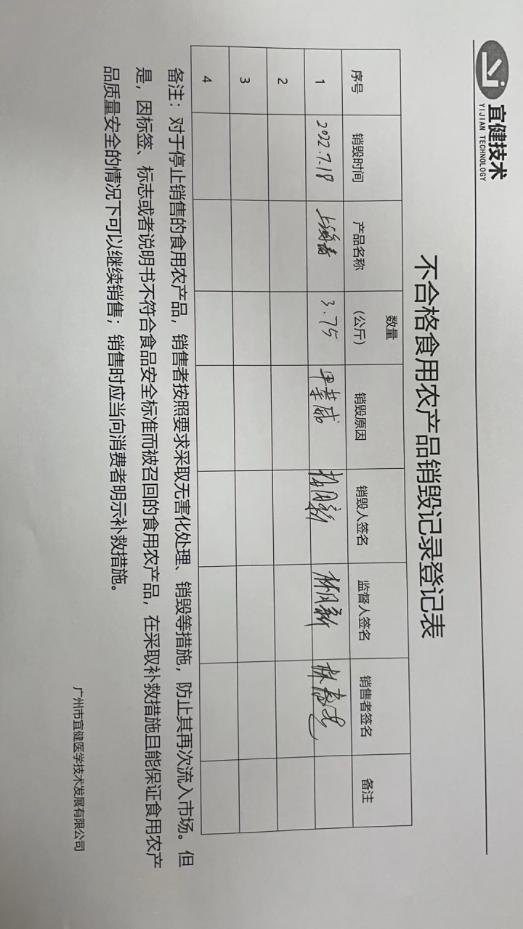 宜健技术
YIJIAN TECHNOLOGY
不合格食用农产品销毁记录登记表
序号 销毁时间 产品名称 数量(公斤) 销毁原因 销毁人签名 监督人签名 销售者签名 备注
1 2022.7.18 上海青 3.75
2
3
4
备注：对于停止销售的食用农产品，销售者按照要求采取无害化处理、销毁等措施，防止其再次流入市场。但
是，因标签、标志或者说明书不符合食品安全标准而被召回的食用农产品，在采取补救措施且能保证食用农产
品质量安全的情况下可以继续销售；销售时应当向消费者明示补救措施。
广州市宜健医学技术发展有限公司